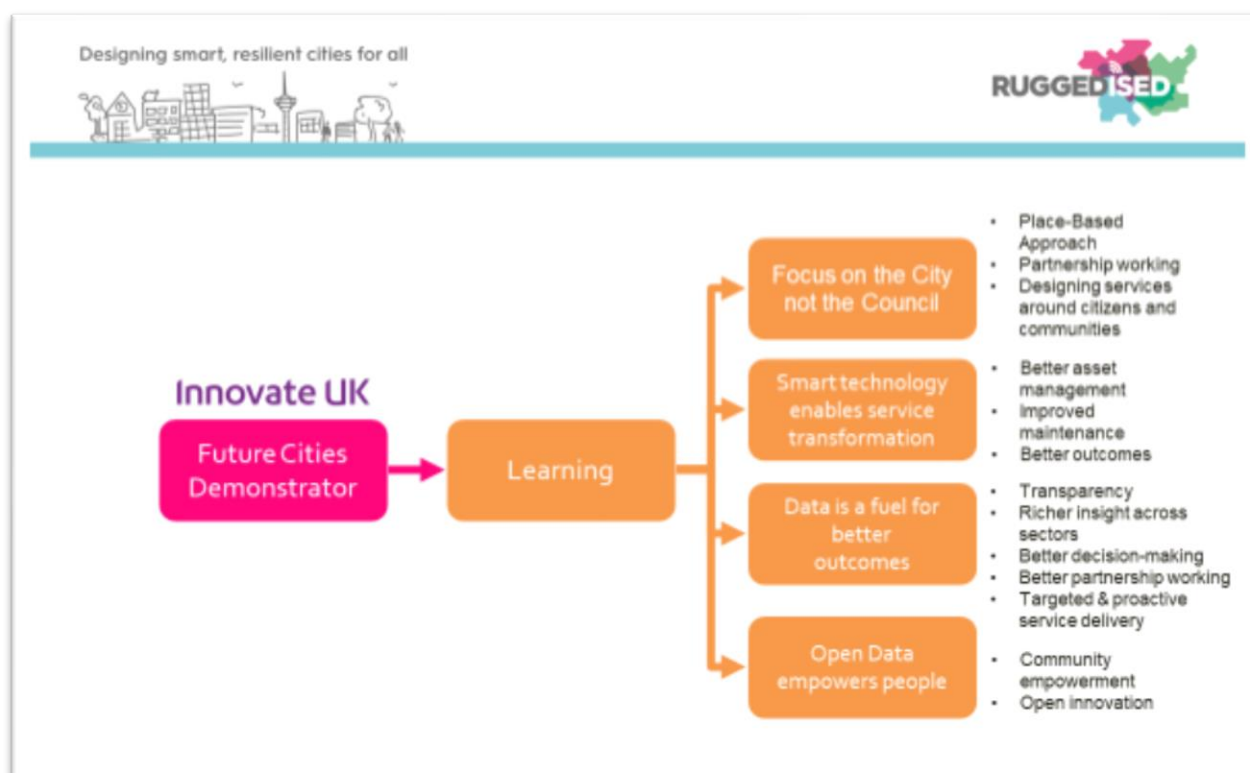 Designing smart, resilient cities for all
RUGGEDISED
Innovate UK
Future Cities
Demonstrator
Learning
Focus on the City
not the Council
• Place-Based
Approach
• Partnership working
• Designing services
around citizens and
communities
Smart technology
enables service
transformation
• Better asset
management
• Improved
maintenance
• Better outcomes
Data is a fuel for
better
outcomes
• Transparency
• Richer insight across
sectors
• Better decision-making
• Better partnership working
• Targeted & proactive
service delivery
Open Data
empowers people
• Community
empowerment
• Open innovation